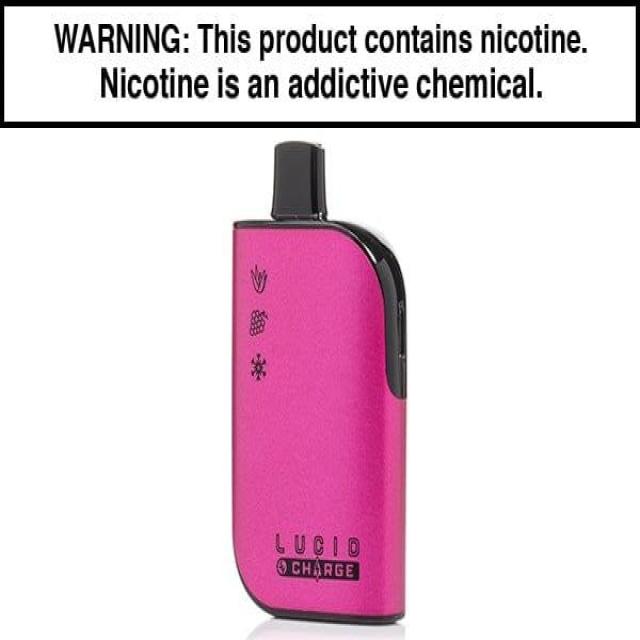 WARNING: This product contains nicotine.
Nicotine is an addictive chemical.
LUCID
CHARGE